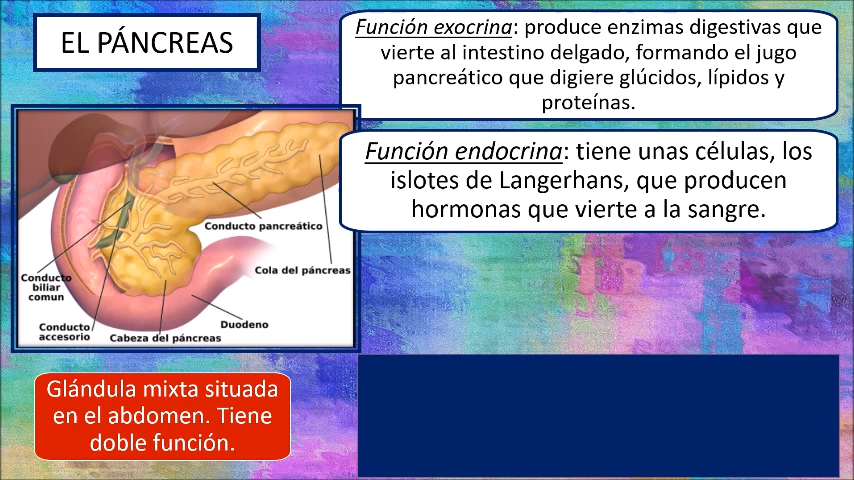 EL PÁNCREAS
Función exocrina: produce enzimas digestivas que
vierte al intestino delgado, formando el jugo
pancreático que digiere glúcidos, lípidos y
proteínas.
Función endocrina: tiene unas células, los
islotes de Langerhans, que producen
hormonas que vierte a la sangre.
Conducto pancreático
Cola del páncreas
Conducto
biliar
comun
Conducto
accesorio
Cabeza del páncreas
Duodeno
Glándula mixta situada
en el abdomen. Tiene
doble función.